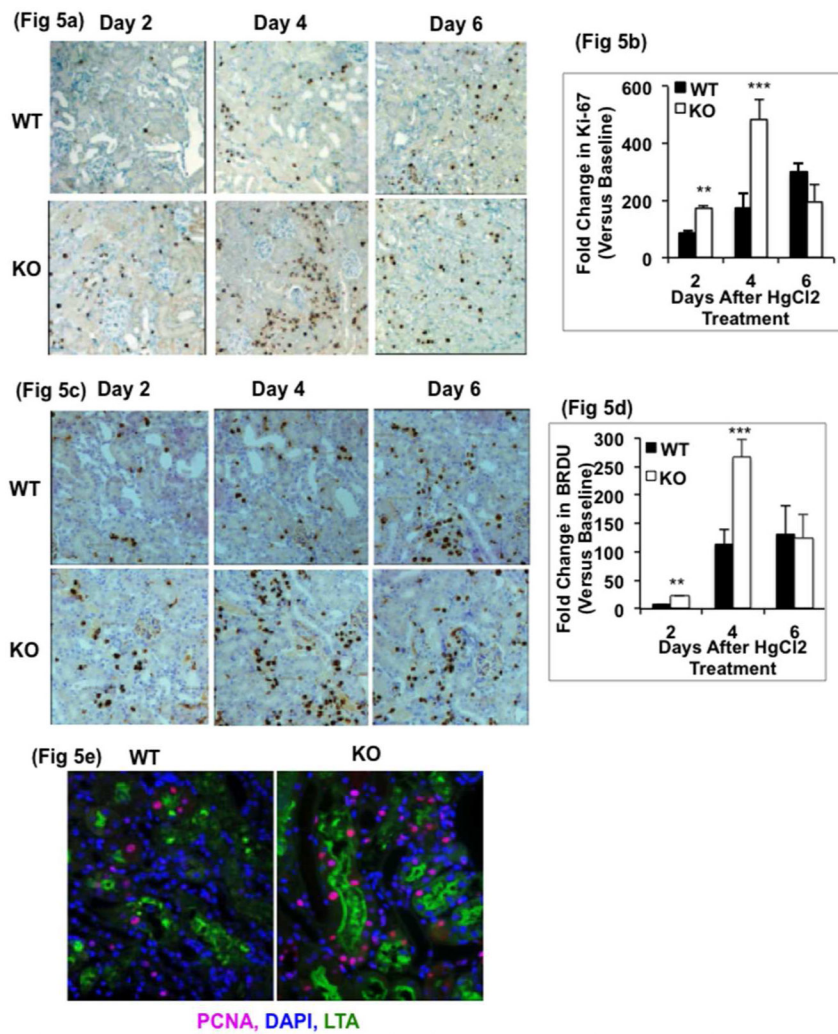 (Fig 5a) Day 2 Day 4 Day 6
WT
KO
(Fig 5b)
Fold Change in Ki-67
(Versus Baseline)
600
400
200
0
WT
KO
**
***
2 4 6
Days After HgCl2
Treatment
(Fig 5c) Day 2 Day 4 Day 6
WT
KO
(Fig 5d)
Fold Change in BRDU
(Versus Baseline)
300
250
200
150
100
50
0
WT
KO
**
***
2 4 6
Days After HgCl2
Treatment
(Fig 5e) WT KO
PCNA, DAPI, LTA